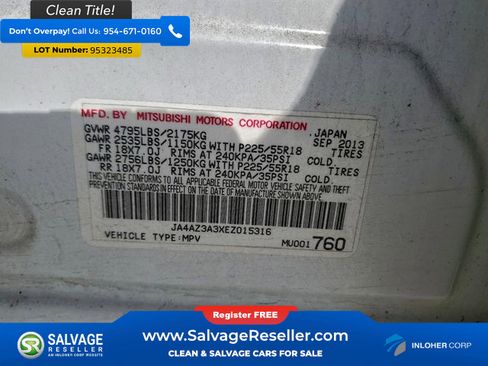 Clean Title!
Don't Overpay! Call Us: 954-671-0160
Lot Number: 95323485
MFD. BY MITSUBISHI MOTORS CORPORATION, JAPAN
GVWR 4795LBS/2175KG SEP 2013
GAWR 2535LBS/1150KG WITH P225/55R18 TIRES
FR 18X7.0J RIMS AT 240KPA/35PSI COLD.
GAWR 2756LBS/1250KG WITH P225/55R18 TIRES
RR 18X7.0J RIMS AT 240KPA/35PSI COLD.
THIS VEHICLE CONFORMS TO ALL APPLICABLE FEDERAL MOTOR VEHICLE SAFETY, BUMPER AND THEFT
PREVENTION STANDARDS IN EFFECT ON THE DATE OF MANUFACTURE SHOWN ABOVE.
JA4AZ3A3XEZ015316
VEHICLE TYPE:MPV MU001 760
Register FREE!
SALVAGE
RESELLER
AN INLOHER CORP WEBSITE
www.SalvageReseller.com
CLEAN & SALVAGE CARS FOR SALE
INLOHER CORP.